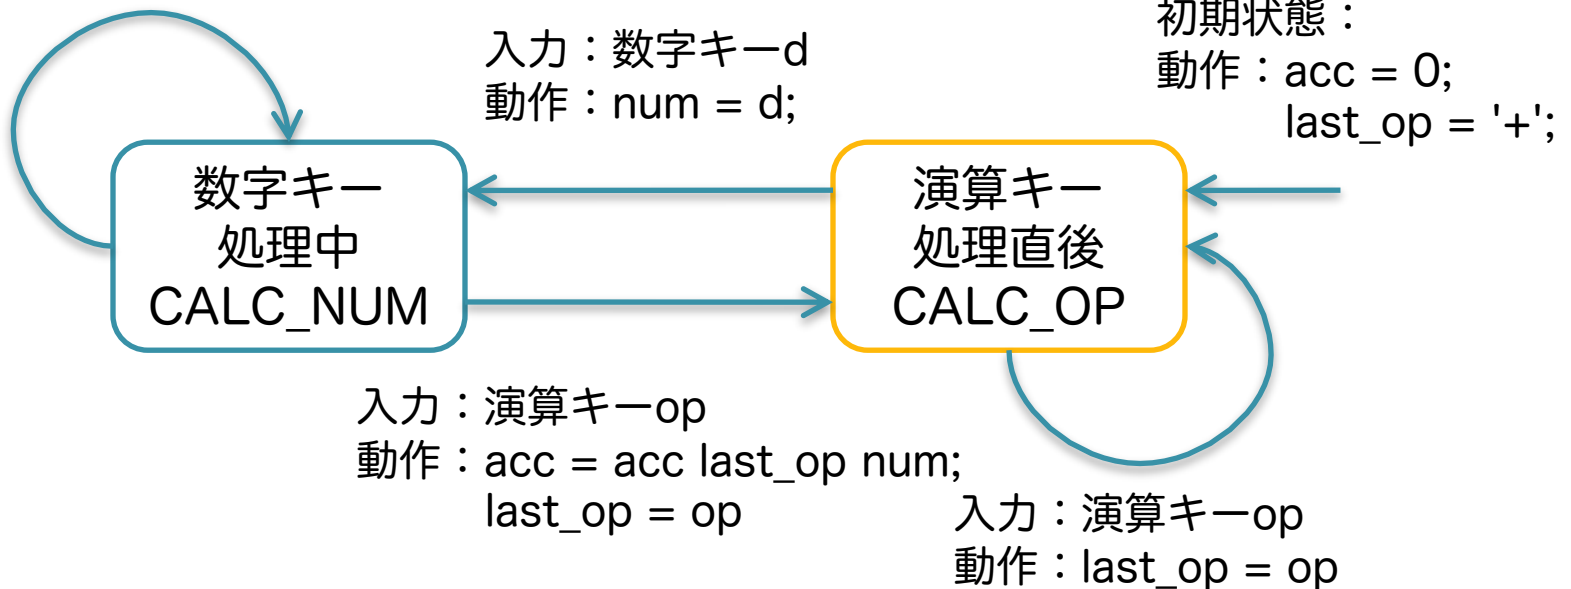 初期状態：
動作：acc = 0;
last_op = '+';
入力：数字キーd
動作：num = d;
数字キー
処理中
CALC_NUM
演算キー
処理直後
CALC_OP
入力：演算キーop
動作：acc = acc last_op num;
last_op = op
入力：演算キーop
動作：last_op = op